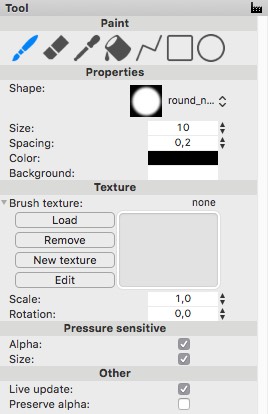 Tool
Paint
Properties
Shape: round_n...
Size: 10
Spacing: 0,2
Color:
Background:
Texture
Brush texture: none
Load
Remove
New texture
Edit
Scale: 1,0
Rotation: 0,0
Pressure sensitive
Alpha:
Size:
Other
Live update:
Preserve alpha: